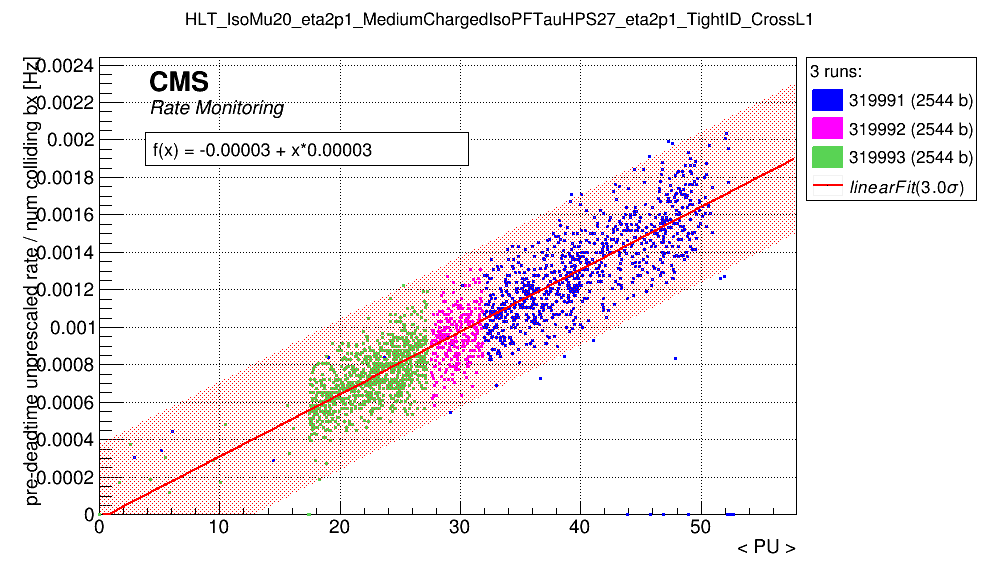 HLT_IsoMu20_eta2p1_MediumChargedIsoPFTauHPS27_eta2p1_TightID_CrossL1
pre-deadtime unprescaled rate / num colliding bx [Hz]
0.0024
0.0022
0.002
0.0018
0.0016
0.0014
0.0012
0.001
0.0008
0.0006
0.0004
0.0002
0
CMS
Rate Monitoring
f(x) = -0.00003 + x*0.00003
3 runs:
319991 (2544 b)
319992 (2544 b)
319993 (2544 b)
linearFit(3.0σ)
0 10 20 30 40 50
< PU >